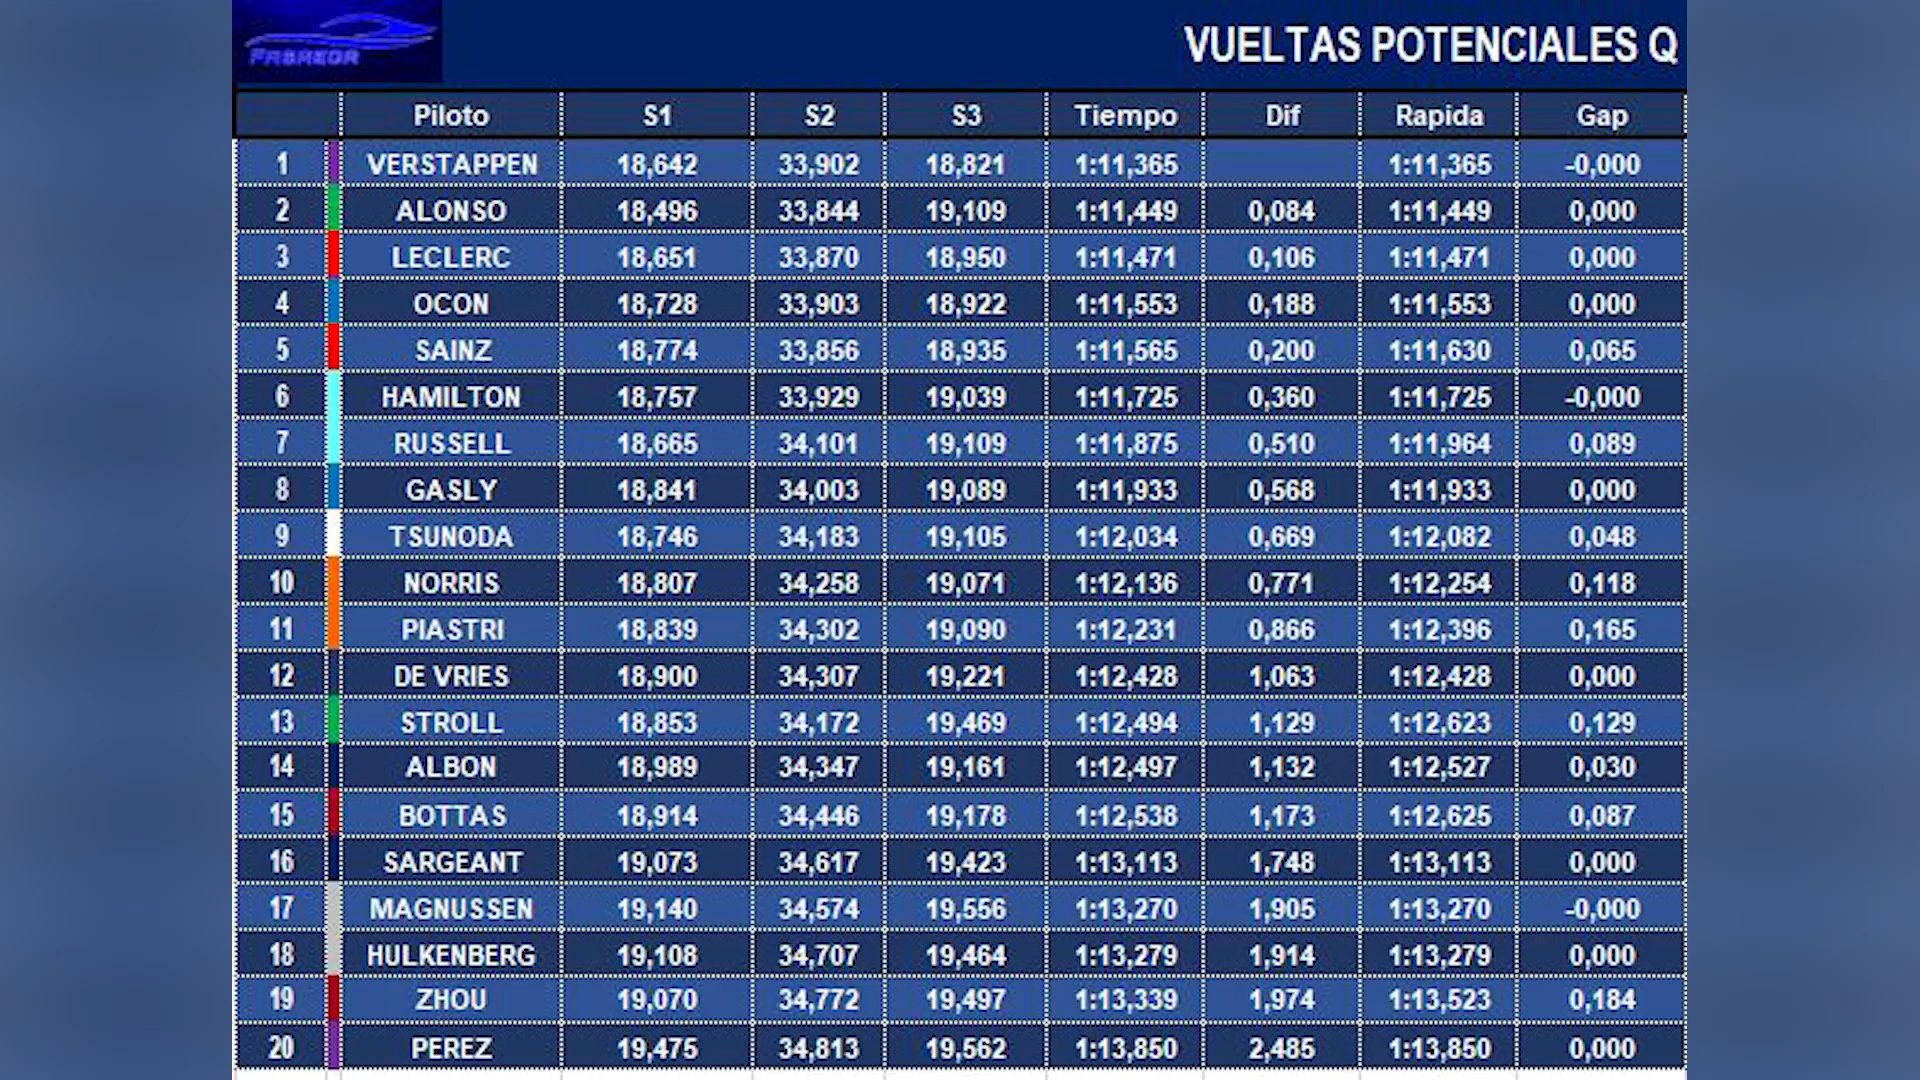 FABREGA
VUELTAS POTENCIALES Q
Piloto S1 S2 S3 Tiempo Dif Rapida Gap
1 VERSTAPPEN 18,642 33,902 18,821 1:11,365 1:11,365 -0,000
2 ALONSO 18,496 33,844 19,109 1:11,449 0,084 1:11,449 0,000
3 LECLERC 18,651 33,870 18,950 1:11,471 0,106 1:11,471 0,000
4 OCON 18,728 33,903 18,922 1:11,553 0,188 1:11,553 0,000
5 SAINZ 18,774 33,856 18,935 1:11,565 0,200 1:11,630 0,065
6 HAMILTON 18,757 33,929 19,039 1:11,725 0,360 1:11,725 -0,000
7 RUSSELL 18,665 34,101 19,109 1:11,875 0,510 1:11,964 0,089
8 GASLY 18,841 34,003 19,089 1:11,933 0,568 1:11,933 0,000
9 TSUNODA 18,746 34,183 19,105 1:12,034 0,669 1:12,082 0,048
10 NORRIS 18,807 34,258 19,071 1:12,136 0,771 1:12,254 0,118
11 PIASTRI 18,839 34,302 19,090 1:12,231 0,866 1:12,396 0,165
12 DE VRIES 18,900 34,307 19,221 1:12,428 1,063 1:12,428 0,000
13 STROLL 18,853 34,172 19,469 1:12,494 1,129 1:12,623 0,129
14 ALBON 18,989 34,347 19,161 1:12,497 1,132 1:12,527 0,030
15 BOTTAS 18,914 34,446 19,178 1:12,538 1,173 1:12,625 0,087
16 SARGEANT 19,073 34,617 19,423 1:13,113 1,748 1:13,113 0,000
17 MAGNUSSEN 19,140 34,574 19,556 1:13,270 1,905 1:13,270 -0,000
18 HULKENBERG 19,108 34,707 19,464 1:13,279 1,914 1:13,279 0,000
19 ZHOU 19,070 34,772 19,497 1:13,339 1,974 1:13,523 0,184
20 PEREZ 19,475 34,813 19,562 1:13,850 2,485 1:13,850 0,000